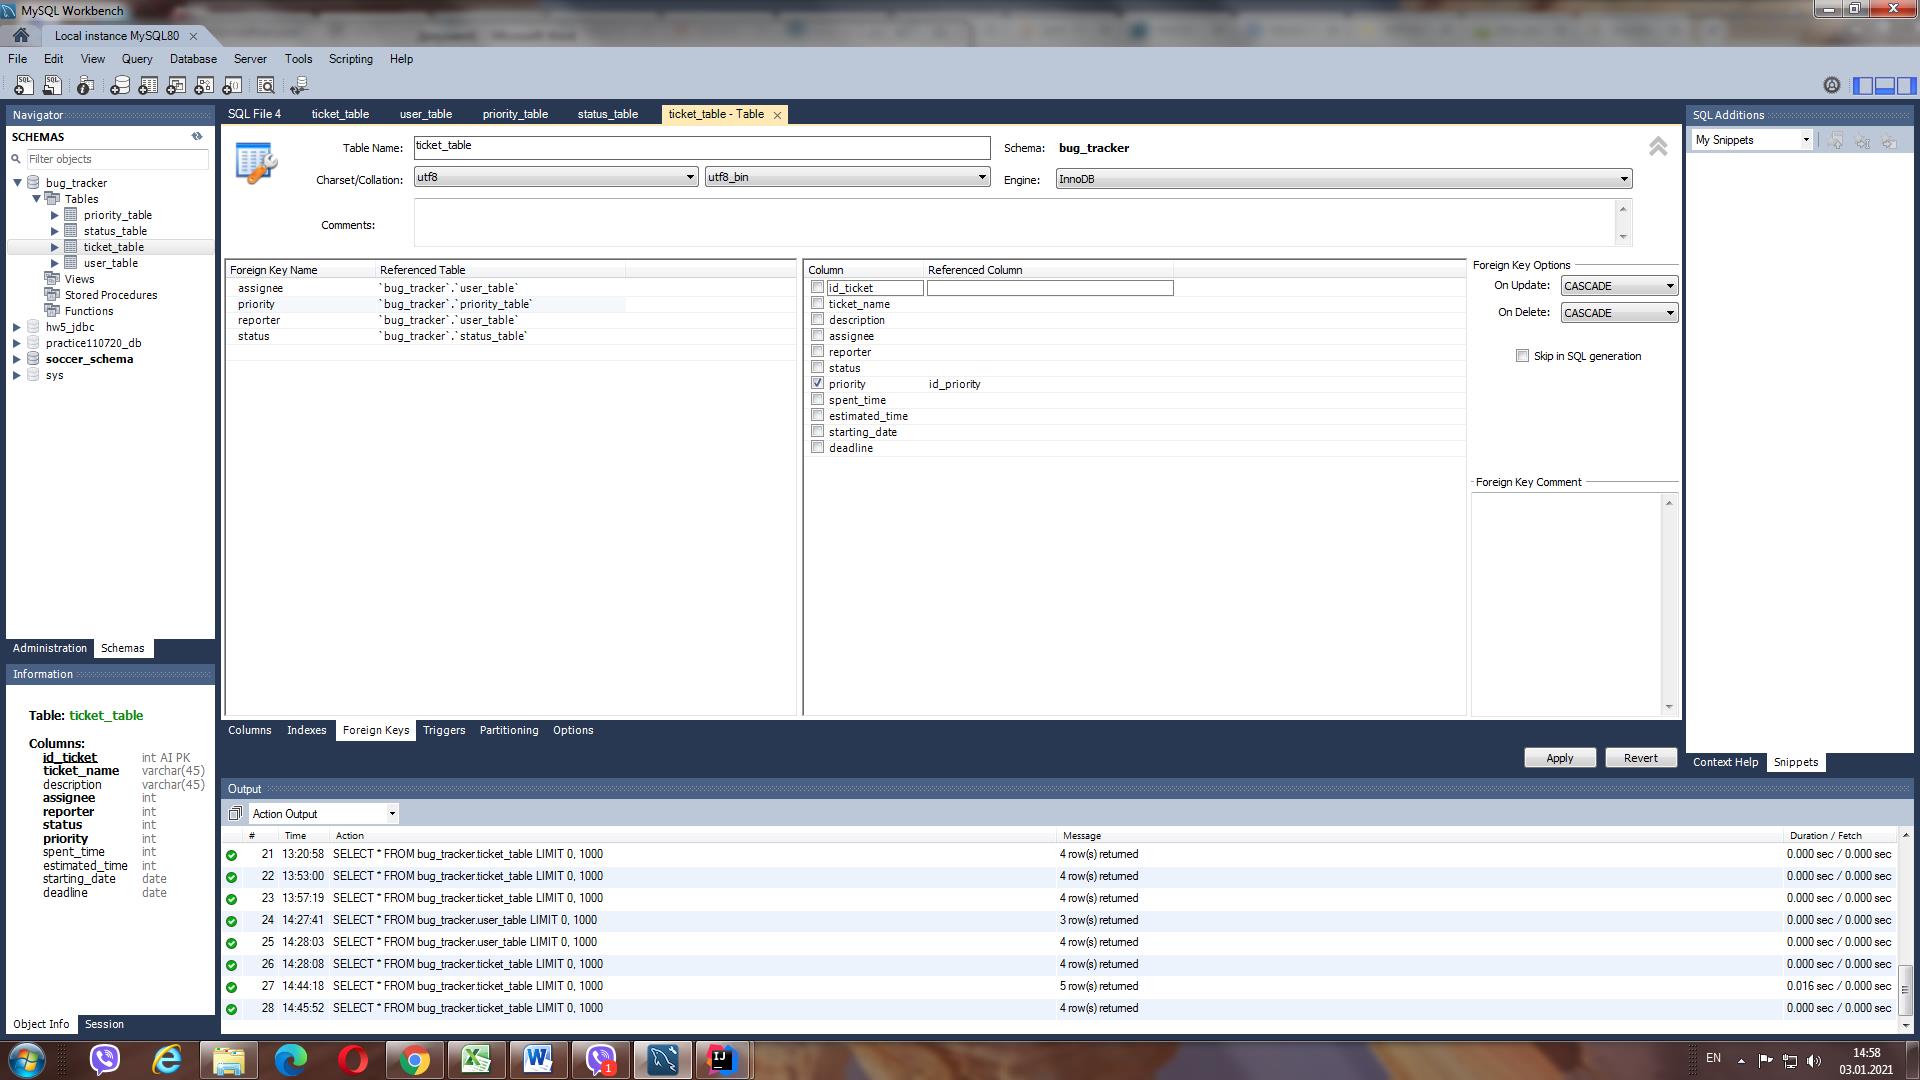 MySQL Workbench
Local instance MySQL80
File Edit View Query Database Server Tools Scripting Help
Navigator
SCHEMAS
Filter objects
bug_tracker
Tables
priority_table
status_table
ticket_table
user_table
Views
Stored Procedures
Functions
hw5_jdbc
practice110720_db
soccer_schema
sys
Administration Schemas
Information
Table: ticket_table
Columns:
id_ticket int AI PK
ticket_name varchar(45)
description varchar(45)
assignee int
reporter int
status int
priority int
spent_time int
estimated_time int
starting_date date
deadline date
Object Info Session
SQL File 4 ticket_table user_table priority_table status_table ticket_table - Table
Table Name: ticket_table Schema: bug_tracker
Charset/Collation: utf8 utf8_bin Engine: InnoDB
Comments:
Foreign Key Name Referenced Table
assignee `bug_tracker`.`user_table`
priority `bug_tracker`.`priority_table`
reporter `bug_tracker`.`user_table`
status `bug_tracker`.`status_table`
Column Referenced Column
id_ticket
ticket_name
description
assignee
reporter
status
priority id_priority
spent_time
estimated_time
starting_date
deadline
Foreign Key Options
On Update: CASCADE
On Delete: CASCADE
Skip in SQL generation
Foreign Key Comment
Columns Indexes Foreign Keys Triggers Partitioning Options
Apply Revert
SQL Additions
My Snippets
Context Help Snippets
Output
Action Output
# Time Action Message Duration / Fetch
21 13:20:58 SELECT * FROM bug_tracker.ticket_table LIMIT 0, 1000 4 row(s) returned 0.000 sec / 0.000 sec
22 13:53:00 SELECT * FROM bug_tracker.ticket_table LIMIT 0, 1000 4 row(s) returned 0.000 sec / 0.000 sec
23 13:57:19 SELECT * FROM bug_tracker.ticket_table LIMIT 0, 1000 4 row(s) returned 0.000 sec / 0.000 sec
24 14:27:41 SELECT * FROM bug_tracker.user_table LIMIT 0, 1000 3 row(s) returned 0.000 sec / 0.000 sec
25 14:28:03 SELECT * FROM bug_tracker.user_table LIMIT 0, 1000 4 row(s) returned 0.000 sec / 0.000 sec
26 14:28:08 SELECT * FROM bug_tracker.ticket_table LIMIT 0, 1000 4 row(s) returned 0.000 sec / 0.000 sec
27 14:44:18 SELECT * FROM bug_tracker.ticket_table LIMIT 0, 1000 5 row(s) returned 0.016 sec / 0.000 sec
28 14:45:52 SELECT * FROM bug_tracker.ticket_table LIMIT 0, 1000 4 row(s) returned 0.000 sec / 0.000 sec
EN
14:58
03.01.2021